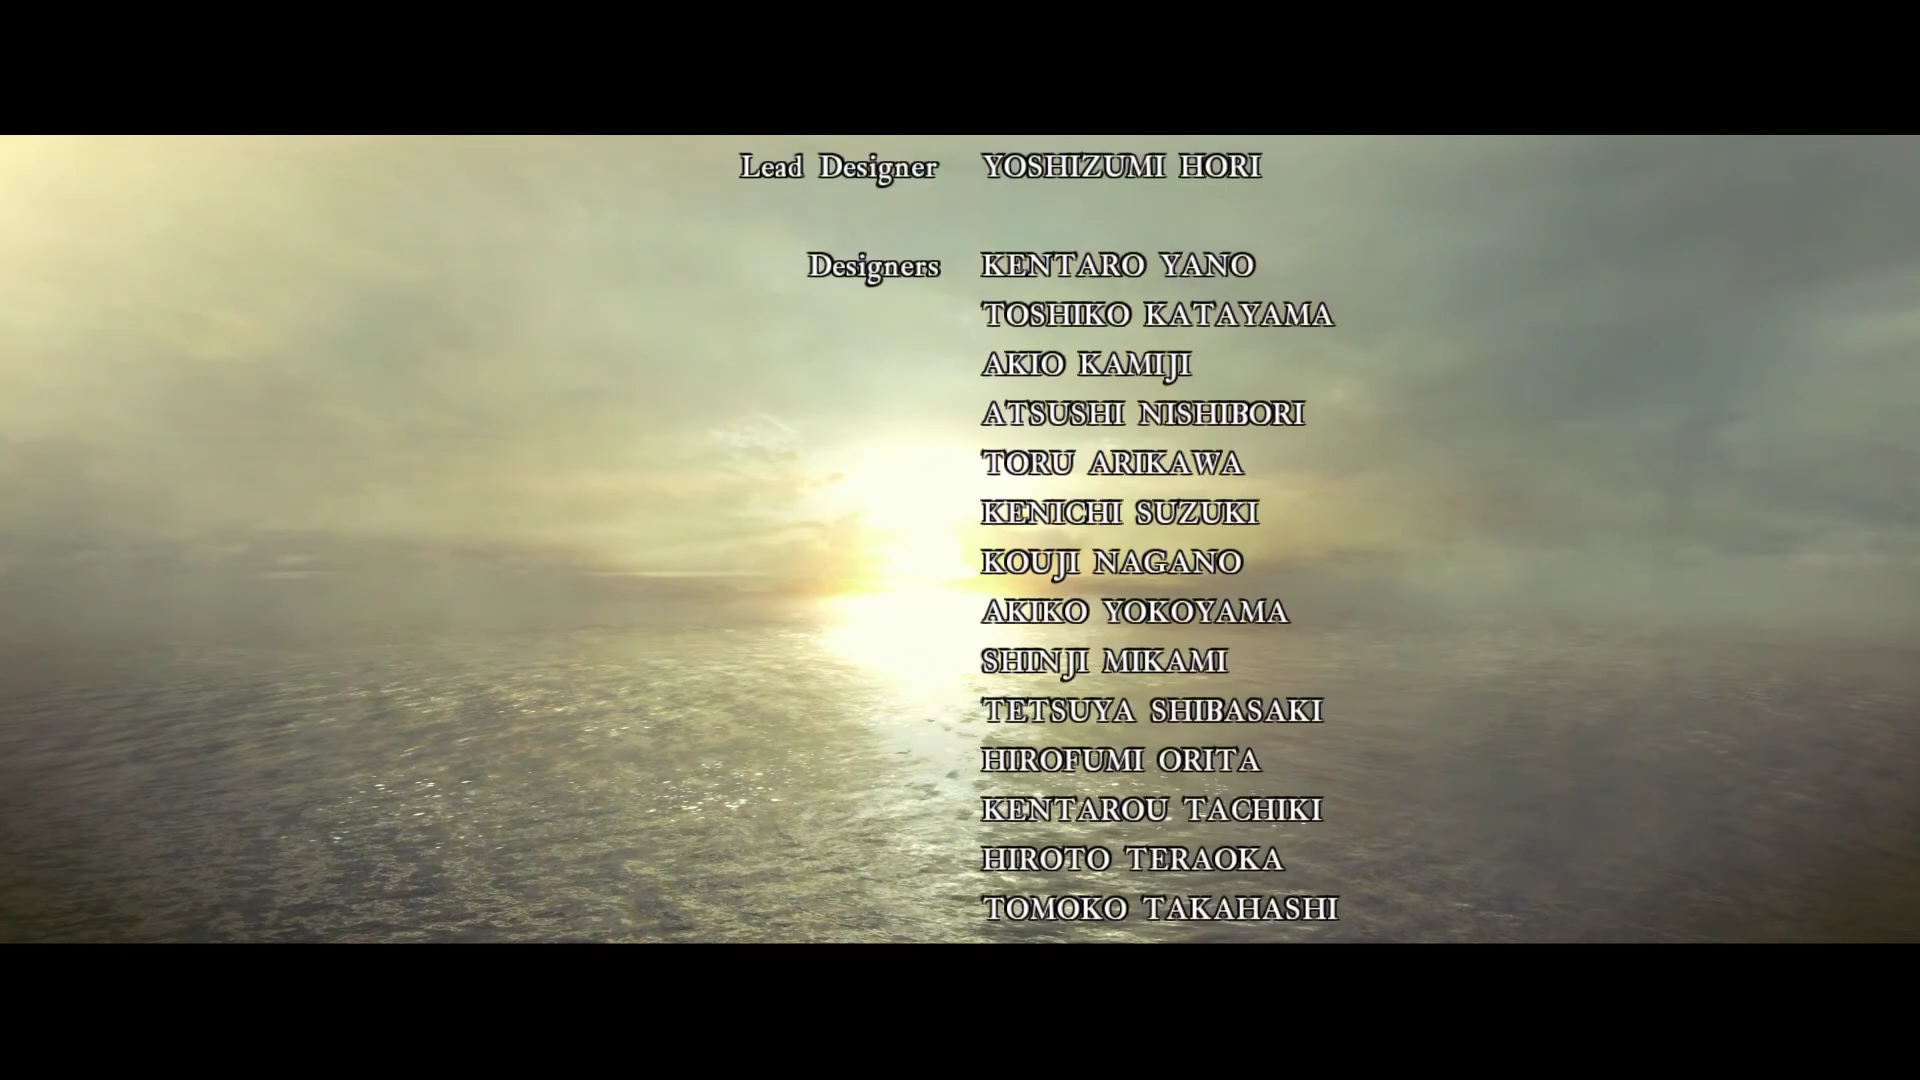 Lead Designer YOSHIZUMI HORI
Designers KENTARO YANO
TOSHIKO KATAYAMA
AKIO KAMIJI
ATSUSHI NISHIBORI
TORU ARIKAWA
KENICHI SUZUKI
KOUJI NAGANO
AKIKO YOKOYAMA
SHINJI MIKAMI
TETSUYA SHIBASAKI
HIROFUMI ORITA
KENTAROU TACHIKI
HIROTO TERAOKA
TOMOKO TAKAHASHI